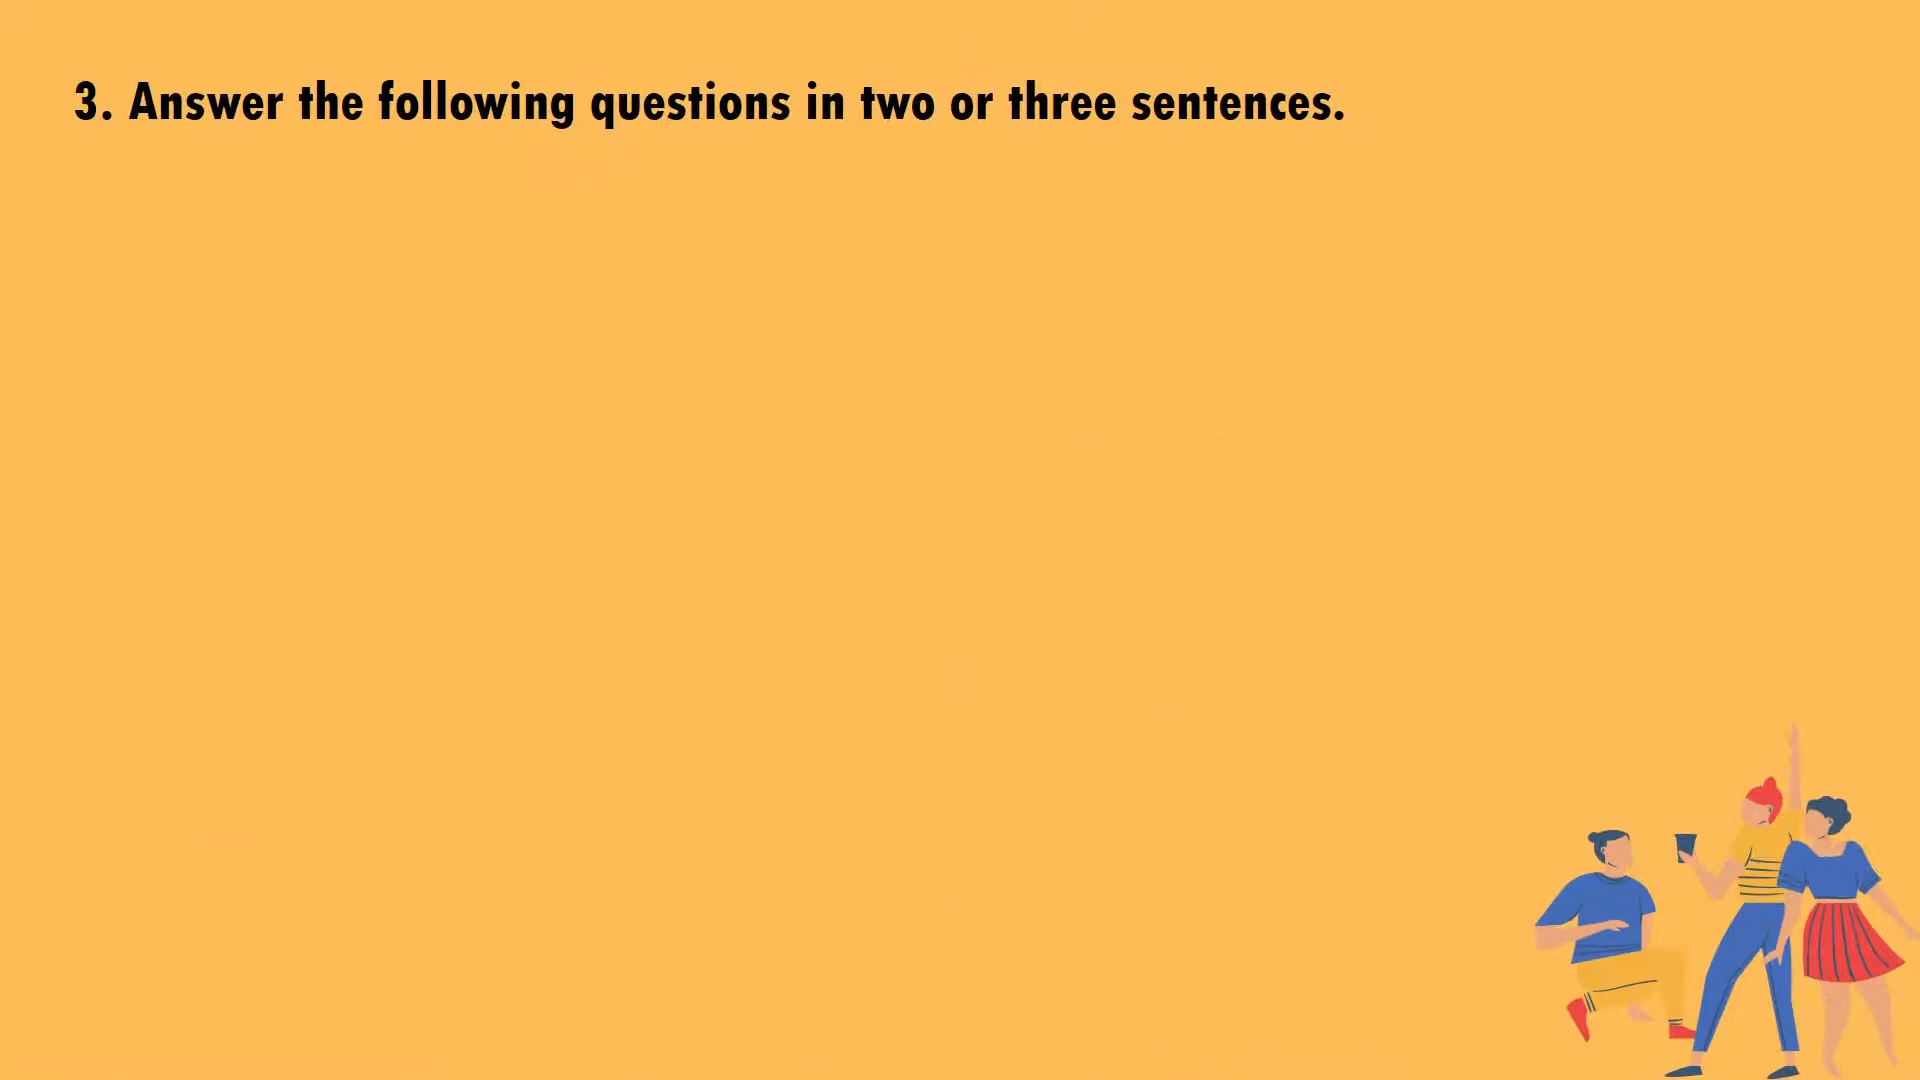 3. Answer the following questions in two or three sentences.